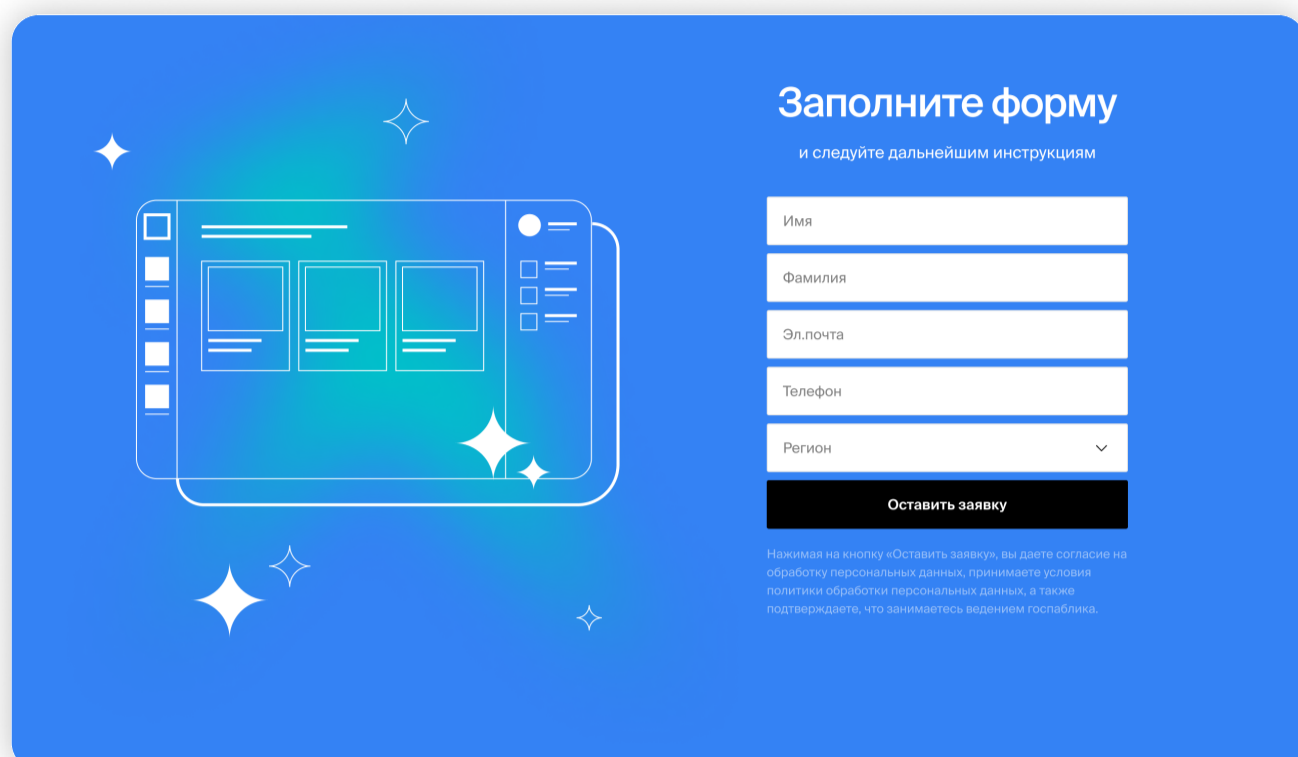 Заполните форму
и следуйте дальнейшим инструкциям
Имя
Фамилия
Эл.почта
Телефон
Регион
Оставить заявку
Нажимая на кнопку «Оставить заявку», вы даете согласие на
обработку персональных данных, принимаете условия
политики обработки персональных данных, а также
подтверждаете, что занимаетесь ведением госпаблика.